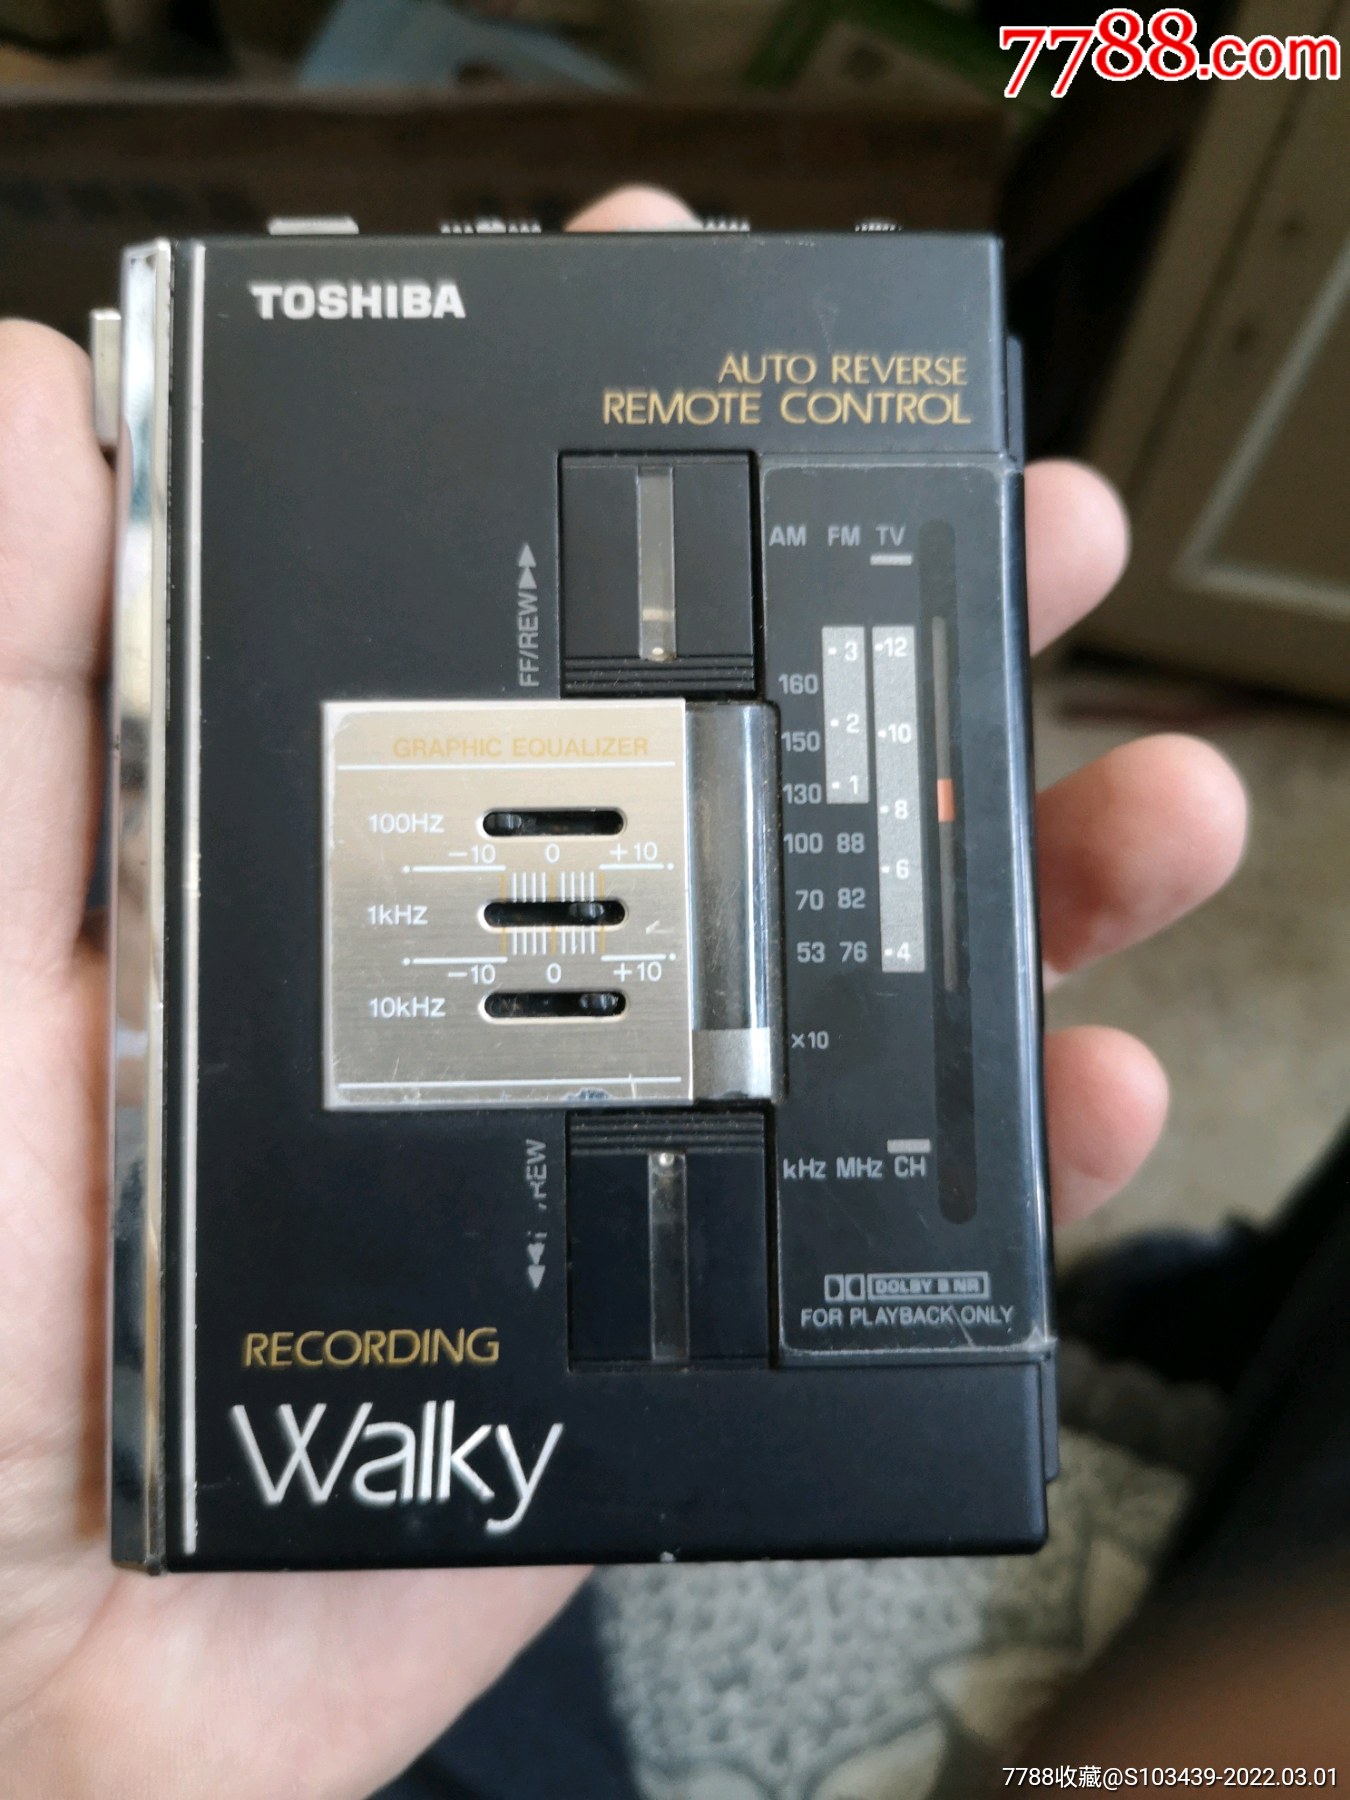 7788.com
TOSHIBA
AUTO REVERSE
REMOTE CONTROL
FF/REW
AM FM TV
3 12
160
2
150 10
130 1
8
100 88
6
70 82
53 76 4
×10
kHz MHz CH
GRAPHIC EQUALIZER
100Hz
−10 0 +10
1kHz
−10 0 +10
10kHz
REW
DOLBY B NR
FOR PLAYBACK ONLY
RECORDING
Walky
7788收藏@S103439-2022.03.01